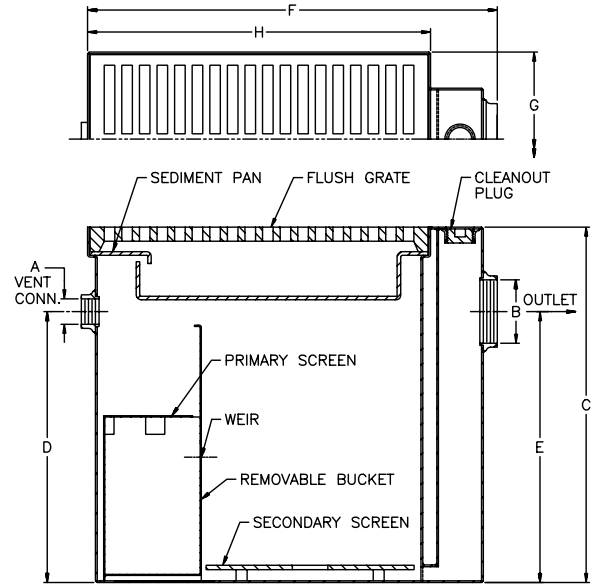 F
H
G
SEDIMENT PAN
FLUSH GRATE
CLEANOUT
PLUG
A
VENT
CONN.
OUTLET
B
PRIMARY SCREEN
WEIR
C
D
E
REMOVABLE BUCKET
SECONDARY SCREEN